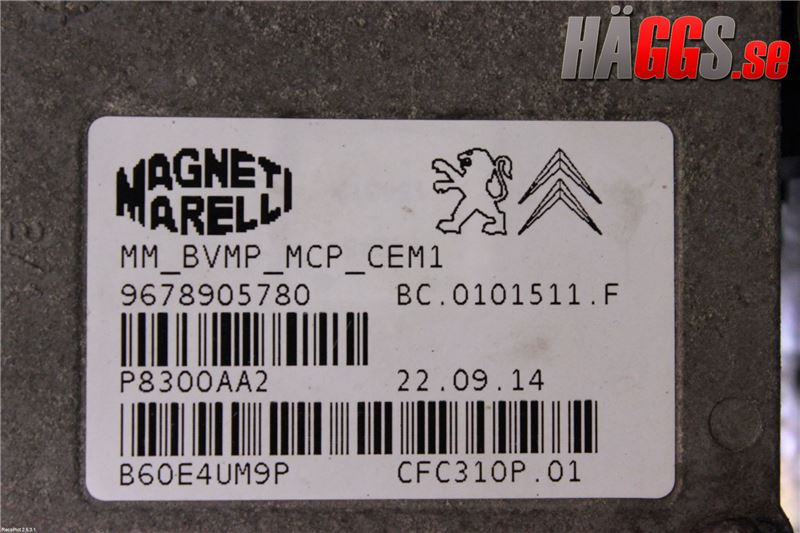 HÄGGS.se
MAGNETI
MARELLI
MM_BVMP_MCP_CEM1
9678905780 BC.0101511.F
P8300AA2 22.09.14
B60E4UM9P CFC310P.01